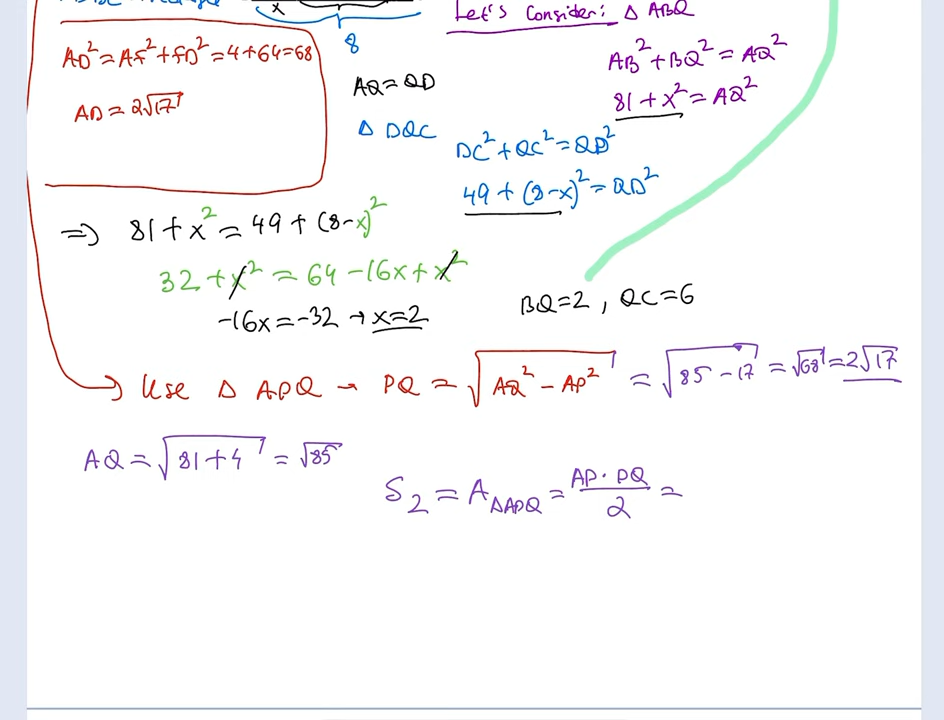 x
8
Let's Consider: Δ ABQ
AD² = AF² + FD² = 4 + 64 = 68
AD = 2√17
AQ = QD
Δ DQC
AB² + BQ² = AQ²
81 + x² = AQ²
DC² + QC² = QD²
49 + (8-x)² = QD²
⇒ 81 + x² = 49 + (8-x)²
32 + x² = 64 - 16x + x²
-16x = -32 → x = 2
BQ = 2, QC = 6
Use Δ APQ → PQ = √AQ² - AP² = √85 - 17 = √68 = 2√17
AQ = √81 + 4 = √85
S₂ = A ΔAPQ = AP · PQ / 2 =